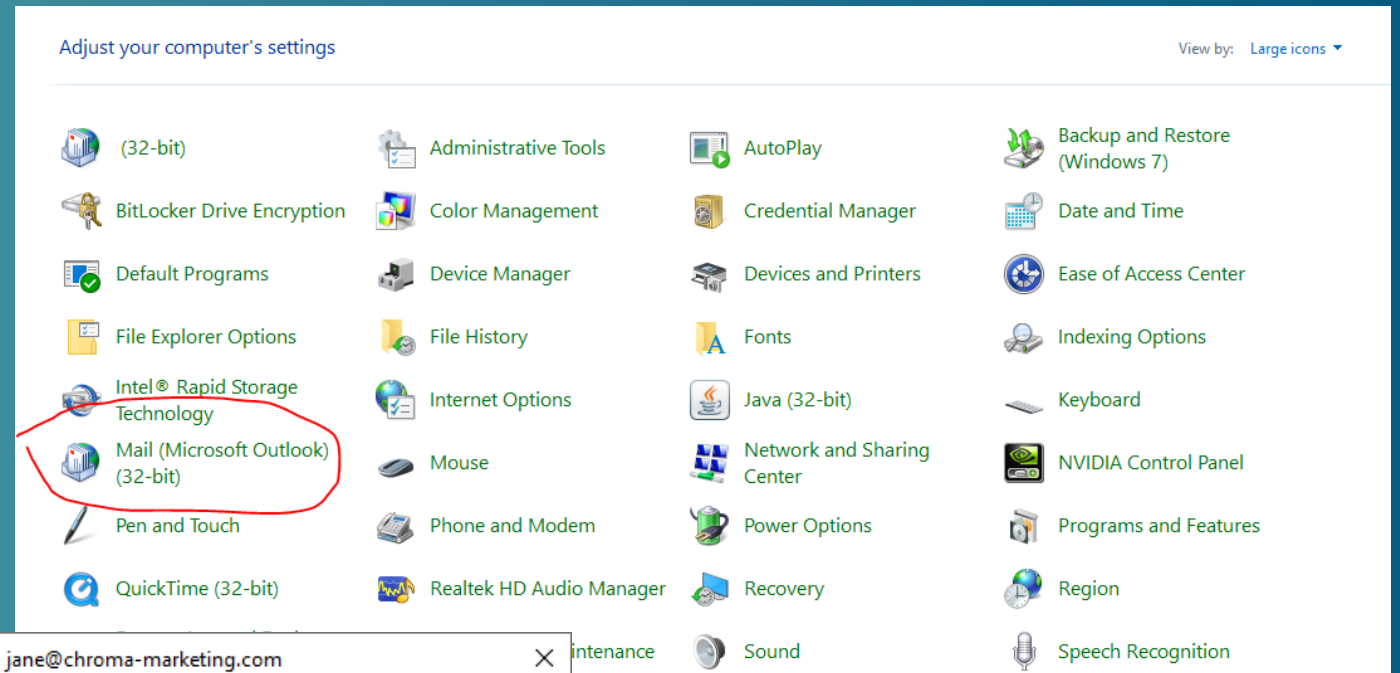 Adjust your computer's settings
View by: Large icons
(32-bit)
Administrative Tools
AutoPlay
Backup and Restore
(Windows 7)
BitLocker Drive Encryption
Color Management
Credential Manager
Date and Time
Default Programs
Device Manager
Devices and Printers
Ease of Access Center
File Explorer Options
File History
Fonts
Indexing Options
Intel® Rapid Storage
Technology
Internet Options
Java (32-bit)
Keyboard
Mail (Microsoft Outlook)
(32-bit)
Mouse
Network and Sharing
Center
NVIDIA Control Panel
Pen and Touch
Phone and Modem
Power Options
Programs and Features
QuickTime (32-bit)
Realtek HD Audio Manager
Recovery
Region
jane@chroma-marketing.com
intenance
Sound
Speech Recognition